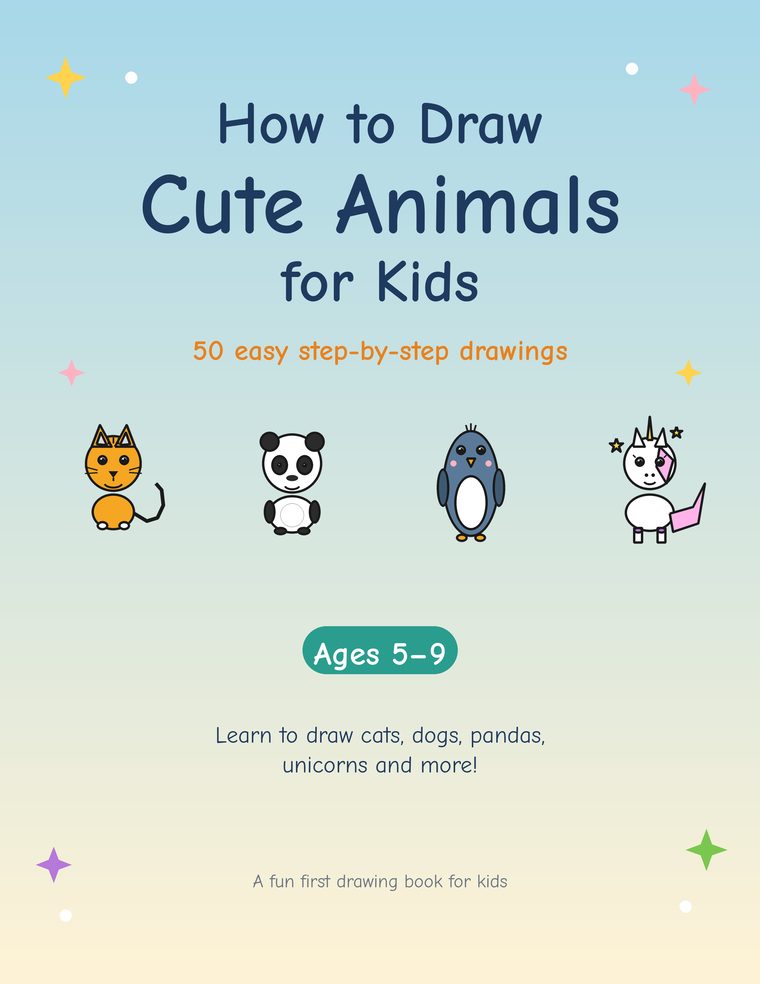 How to Draw
Cute Animals
for Kids
50 easy step-by-step drawings
Ages 5–9
Learn to draw cats, dogs, pandas,
unicorns and more!
A fun first drawing book for kids